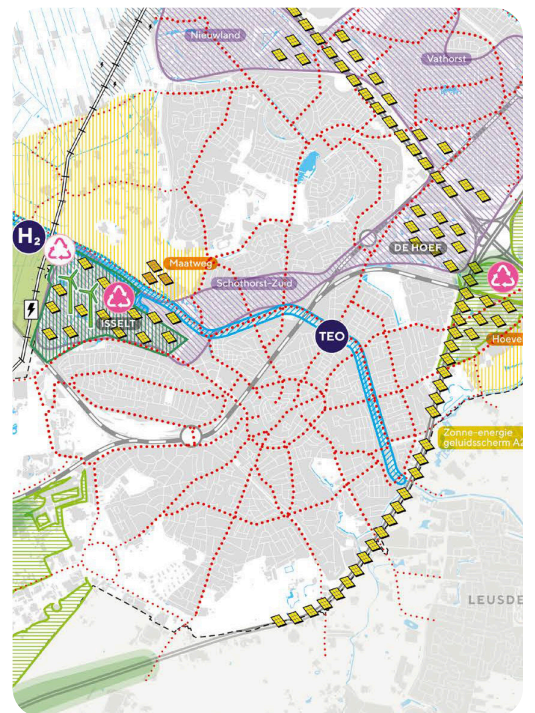 Nieuwland
Vathorst
H₂
DE HOEF
Maatweg
Schothorst-Zuid
ISSELT
TEO
Hoeve
Zonne-energie
geluidsscherm A2
LEUSDE